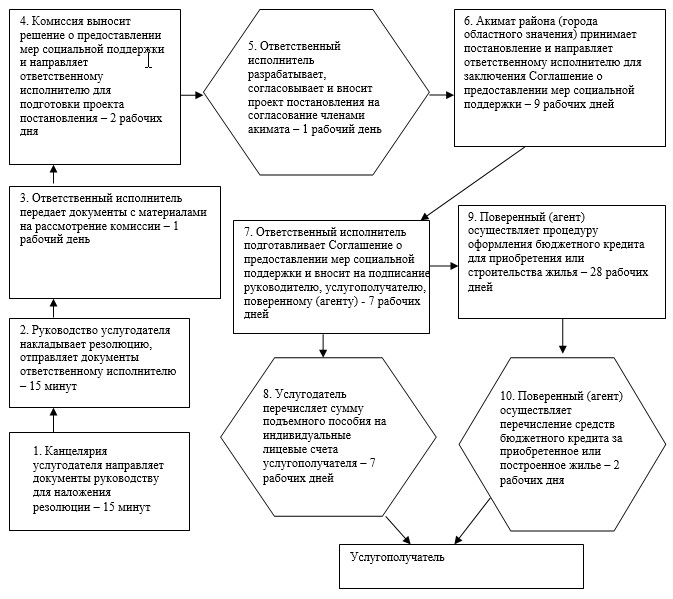 4. Комиссия выносит
решение о предоставлении
мер социальной поддержки
и направляет
ответственному
исполнителю для
подготовки проекта
постановления – 2 рабочих
дня
5. Ответственный
исполнитель
разрабатывает,
согласовывает и вносит
проект постановления на
согласование членами
акимата – 1 рабочий день
6. Акимат района (города
областного значения) принимает
постановление и направляет
ответственному исполнителю для
заключения Соглашение о
предоставлении мер социальной
поддержки – 9 рабочих дней
3. Ответственный исполнитель
передает документы с материалами
на рассмотрение комиссии – 1
рабочий день
7. Ответственный исполнитель
подготавливает Соглашение о
предоставлении мер социальной
поддержки и вносит на подписание
руководителю, услугополучателю,
поверенному (агенту) - 7 рабочих
дней
9. Поверенный (агент)
осуществляет процедуру
оформления бюджетного кредита
для приобретения или
строительства жилья – 28 рабочих
дней
2. Руководство услугодателя
накладывает резолюцию,
отправляет документы
ответственному исполнителю
– 15 минут
8. Услугодатель
перечисляет сумму
подъемного пособия на
индивидуальные
лицевые счета
услугополучателя – 7
рабочих дней
10. Поверенный (агент)
осуществляет
перечисление средств
бюджетного кредита за
приобретенное или
построенное жилье – 2
рабочих дня
1. Канцелярия
услугодателя направляет
документы руководству
для наложения
резолюции – 15 минут
Услугополучатель